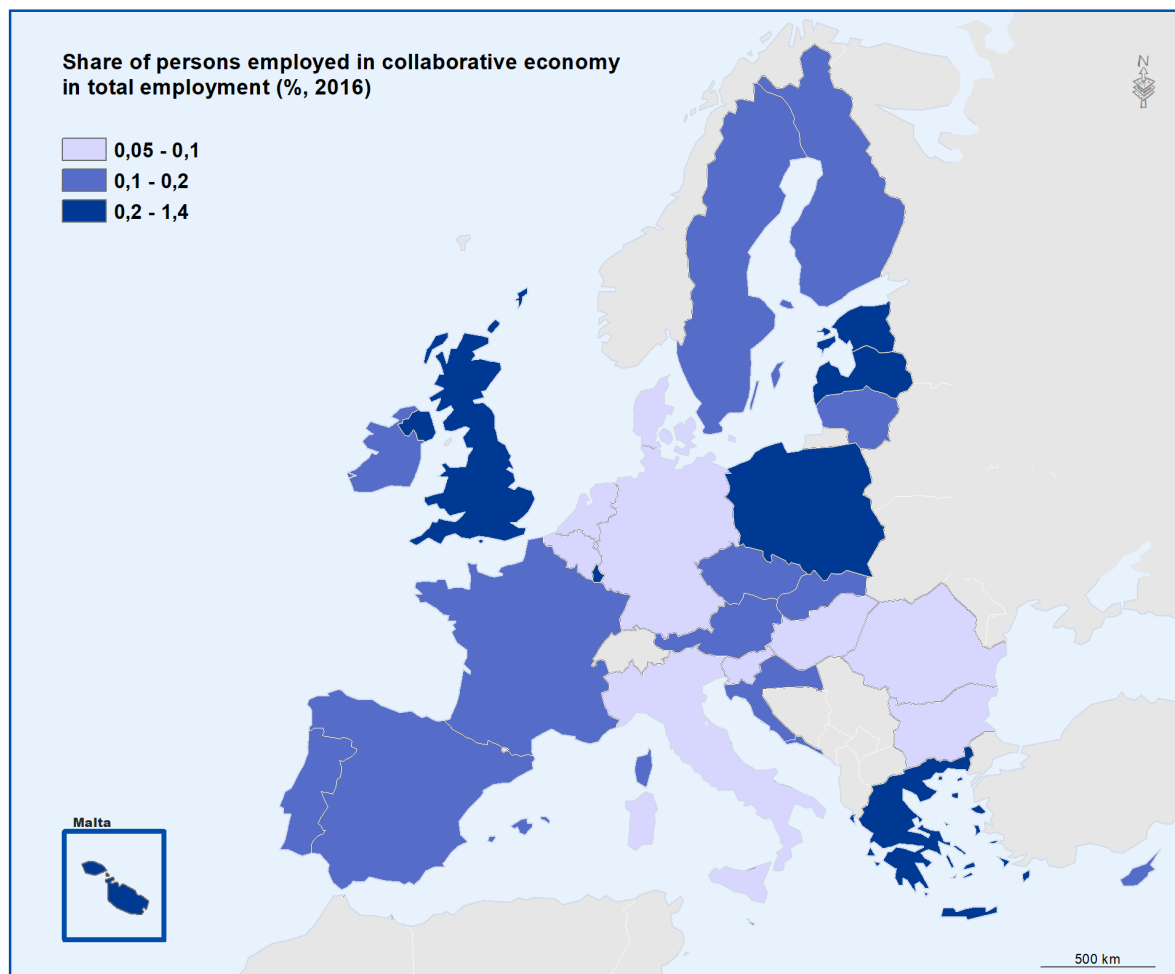 Share of persons employed in collaborative economy
in total employment (%, 2016)
0,05 - 0,1
0,1 - 0,2
0,2 - 1,4
N
Malta
500 km